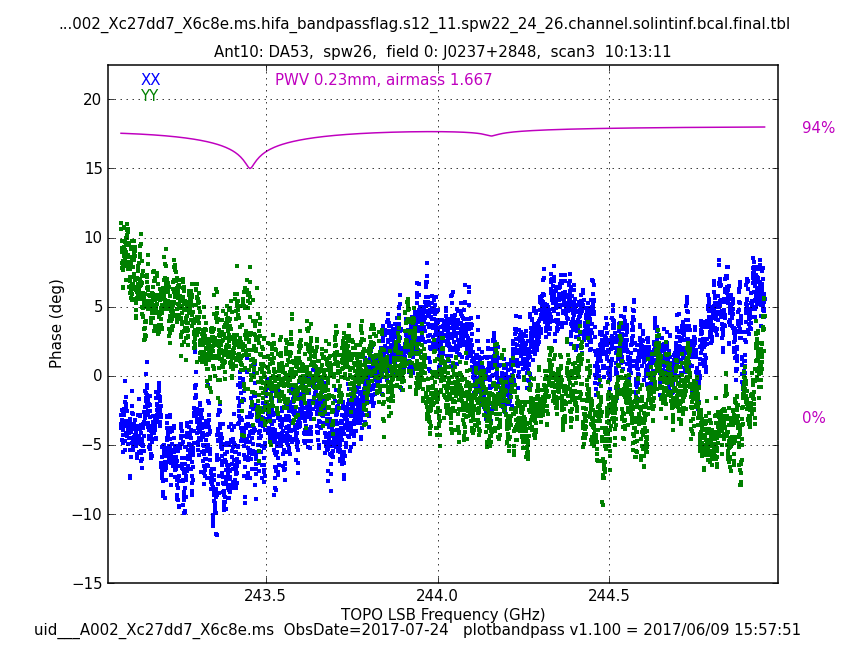 ...002_Xc27dd7_X6c8e.ms.hifa_bandpassflag.s12_11.spw22_24_26.channel.solintinf.bcal.final.tbl
Ant10: DA53,  spw26,  field 0: J0237+2848,  scan3  10:13:11
XX
YY
PWV 0.23mm, airmass 1.667
94%
0%
Phase (deg)
20
15
10
5
0
−5
−10
−15
243.5
244.0
244.5
TOPO LSB Frequency (GHz)
uid___A002_Xc27dd7_X6c8e.ms  ObsDate=2017-07-24   plotbandpass v1.100 = 2017/06/09 15:57:51